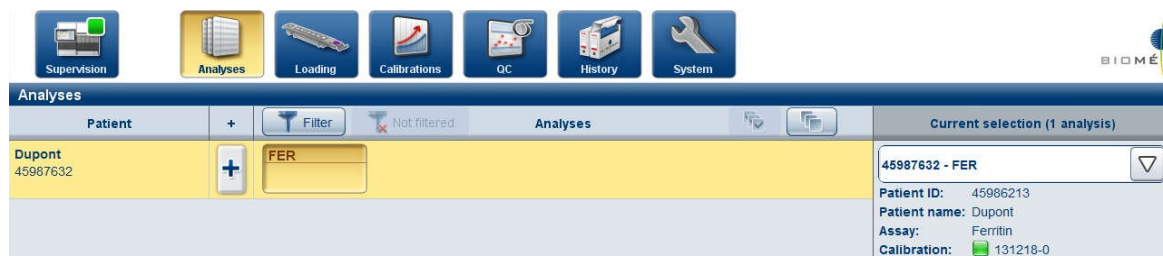 Supervision
Analyses
Loading
Calibrations
QC
History
System
BIOMÉ
Analyses
Patient
+
Filter
Not filtered
Analyses
Current selection (1 analysis)
Dupont
45987632
+
FER
45987632 - FER
Patient ID: 45986213
Patient name: Dupont
Assay: Ferritin
Calibration: 131218-0